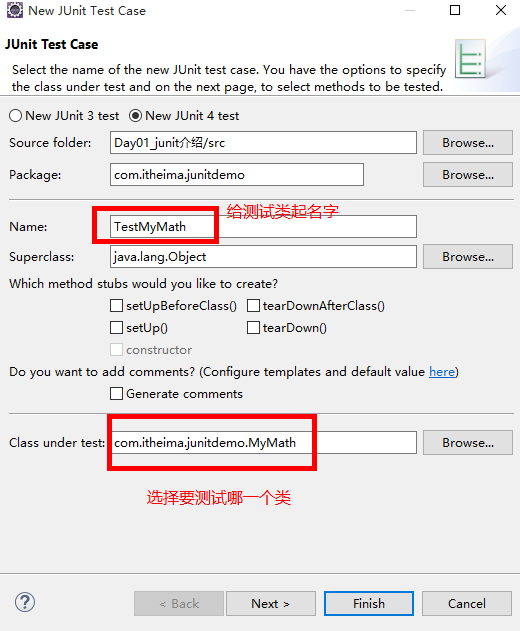 New JUnit Test Case
JUnit Test Case
Select the name of the new JUnit test case. You have the options to specify
the class under test and on the next page, to select methods to be tested.
New JUnit 3 test New JUnit 4 test
Source folder: Day01_junit介绍/src Browse...
Package: com.itheima.junitdemo Browse...
给测试类起名字
Name: TestMyMath
Superclass: java.lang.Object Browse...
Which method stubs would you like to create?
setUpBeforeClass() tearDownAfterClass()
setUp() tearDown()
constructor
Do you want to add comments? (Configure templates and default value here)
Generate comments
Class under test: com.itheima.junitdemo.MyMath Browse...
选择要测试哪一个类
? < Back Next > Finish Cancel